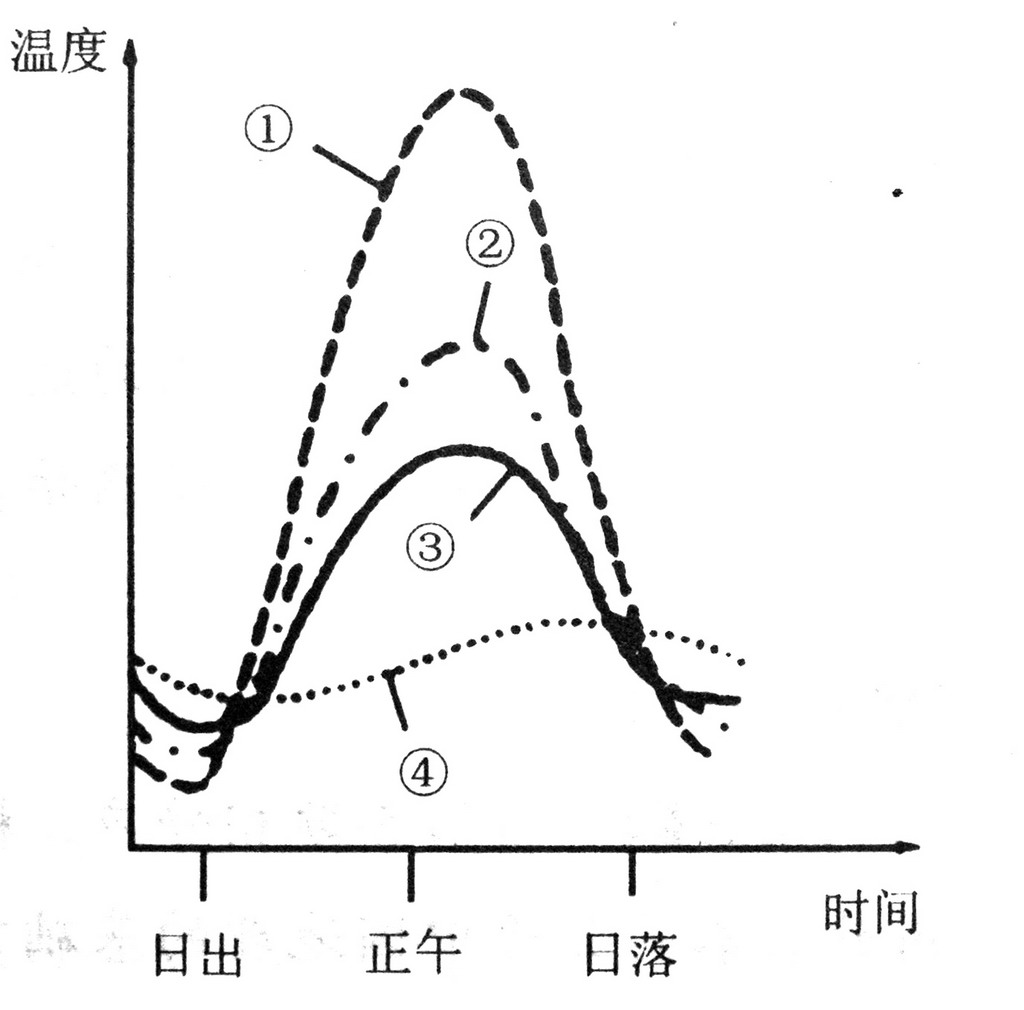 温度
①
②
③
④
时间
日出 正午 日落